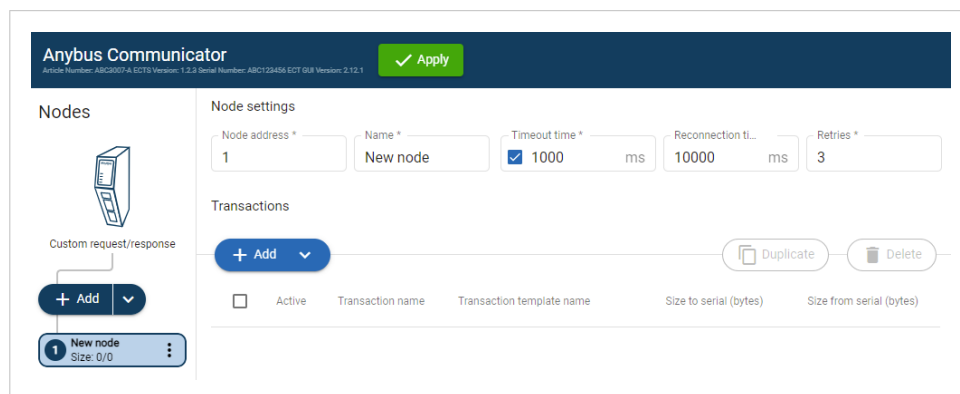 Anybus Communicator
Article Number: ABC3007-A ECTS Version: 1.2.3 Serial Number: ABC123456 ECT GUI Version: 2.12.1
Apply
Nodes
Custom request/response
Add
1
New node
Size: 0/0
Node settings
Node address *
1
Name *
New node
Timeout time *
1000 ms
Reconnection ti...
10000 ms
Retries *
3
Transactions
Add
Duplicate
Delete
Active Transaction name Transaction template name Size to serial (bytes) Size from serial (bytes)